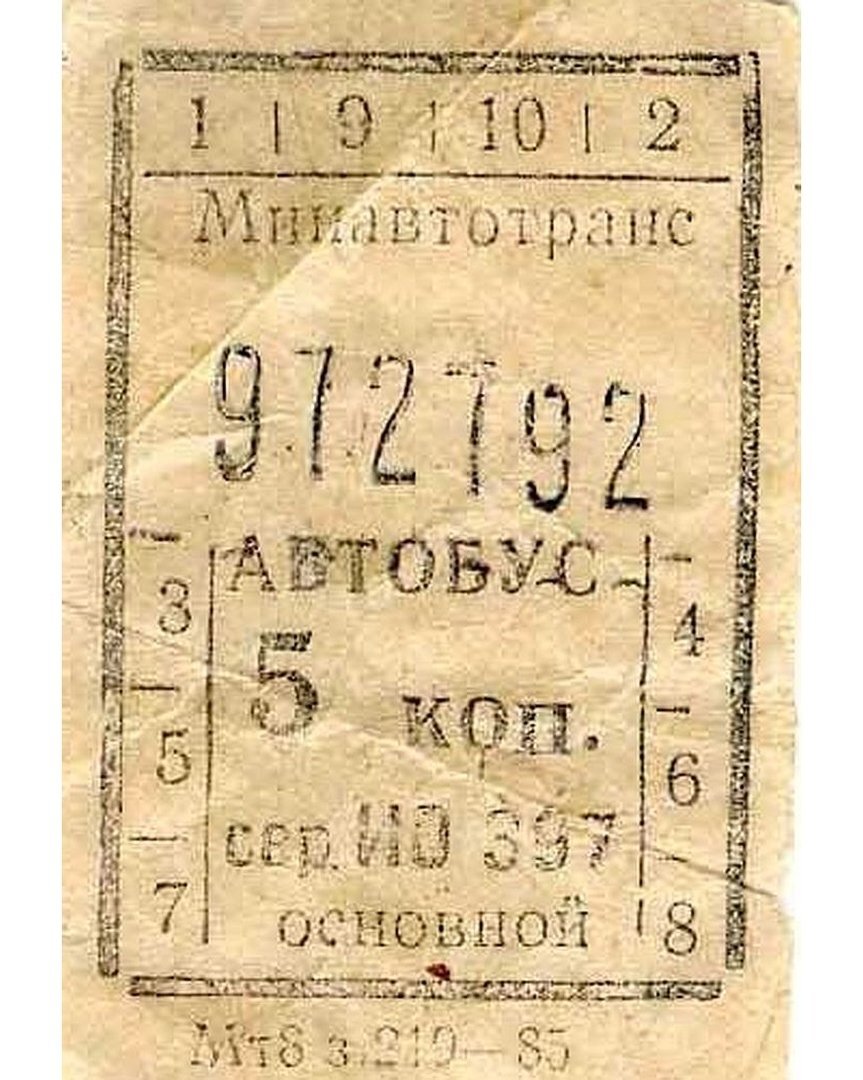 1 | 9 | 10 | 2
Минавтотранс
972792
АВТОБУС
5 коп.
сер. ИЭ 397
основной
3
5
7
4
6
8
Мт8 з.219—85